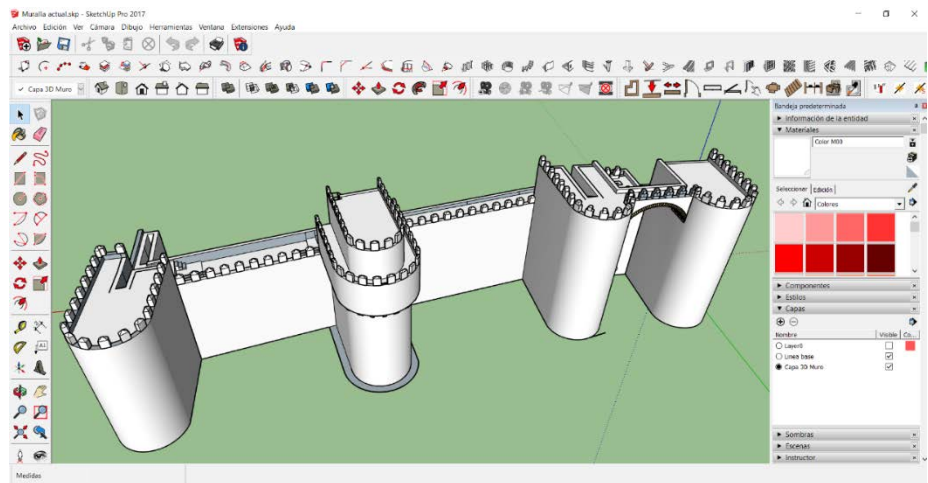 Muralla actual.skp - SketchUp Pro 2017
Archivo Edición Ver Cámara Dibujo Herramientas Ventana Extensiones Ayuda
Capa 3D Muro
Bandeja predeterminada
Información de la entidad
Materiales
Color M00
Seleccionar Edición
Colores
Componentes
Estilos
Capas
Nombre Visible Co...
Layer0
Linea base
Capa 3D Muro
Sombras
Escenas
Instructor
Medidas